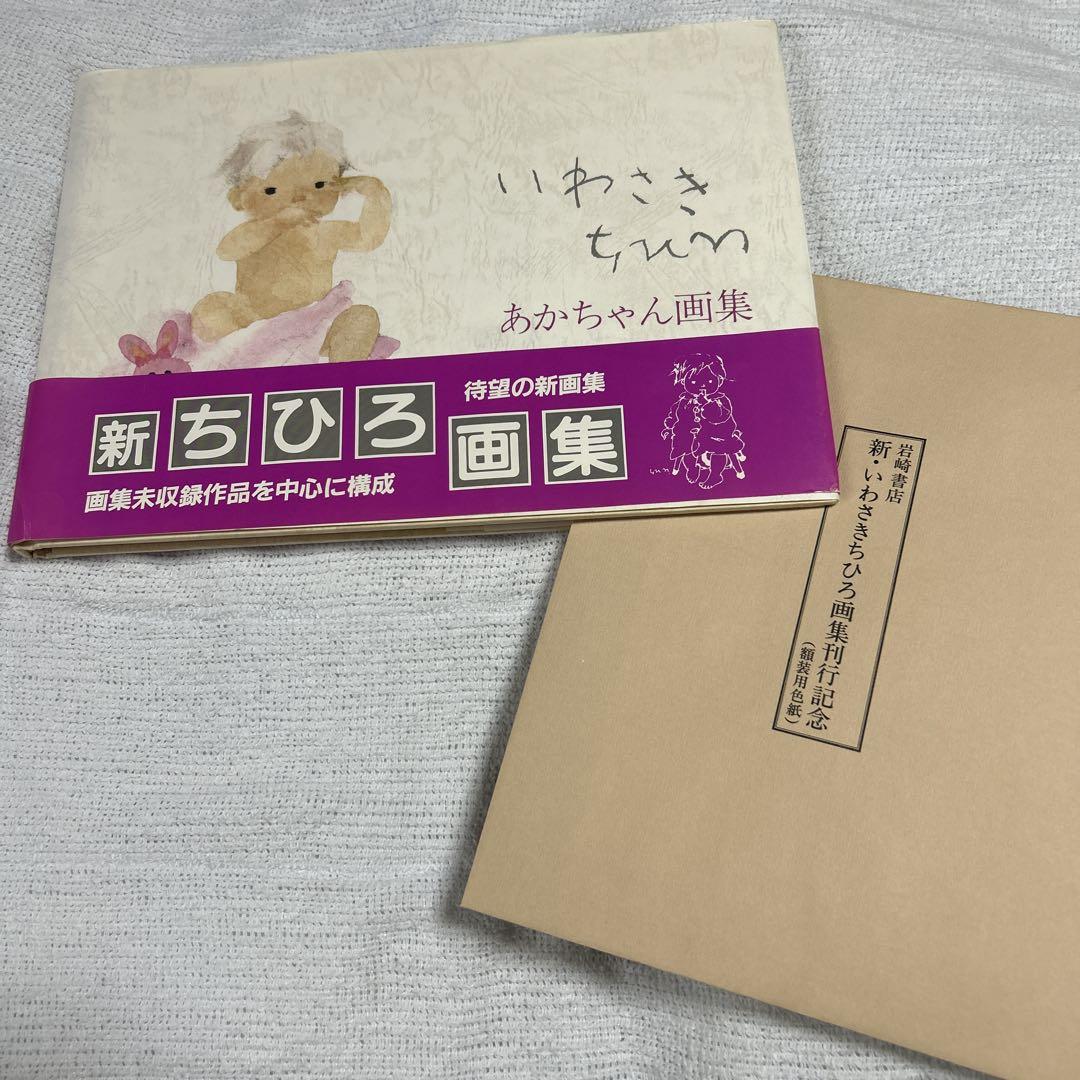 いわさき
ちひろ
あかちゃん画集
待望の新画集
新ちひろ画集
画集未収録作品を中心に構成
岩崎書店
新・いわさきちひろ画集刊行記念
(額装用色紙)